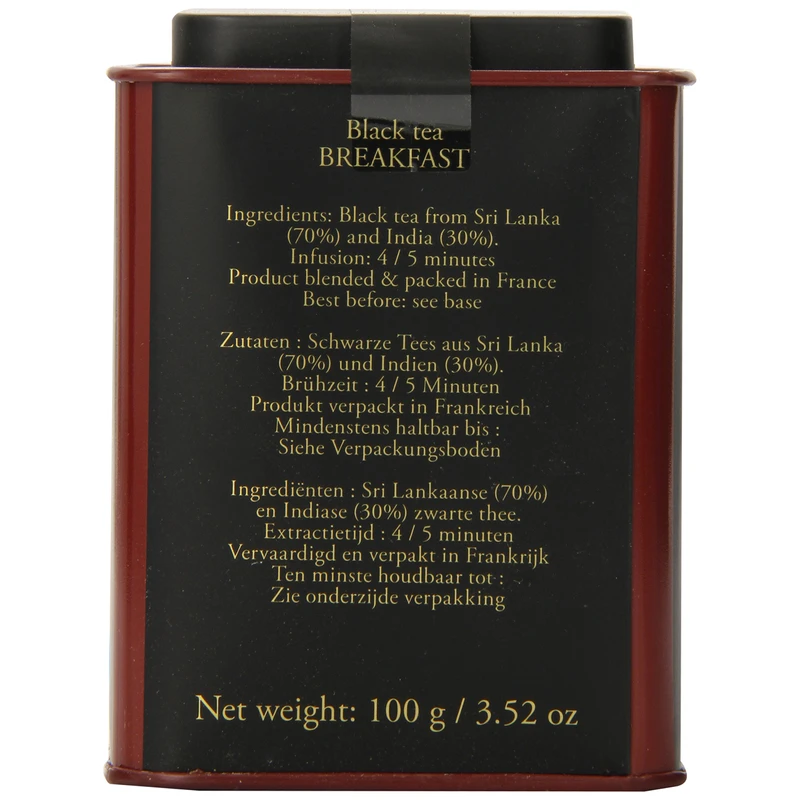 Black tea
BREAKFAST
Ingredients: Black tea from Sri Lanka
(70%) and India (30%).
Infusion: 4 / 5 minutes
Product blended & packed in France
Best before: see base
Zutaten : Schwarze Tees aus Sri Lanka
(70%) und Indien (30%).
Brühzeit : 4 / 5 Minuten
Produkt verpackt in Frankreich
Mindenstens haltbar bis :
Siehe Verpackungsboden
Ingrediënten : Sri Lankaanse (70%)
en Indiase (30%) zwarte thee.
Extractietijd : 4 / 5 minuten
Vervaardigd en verpakt in Frankrijk
Ten minste houdbaar tot :
Zie onderzijde verpakking
Net weight: 100 g / 3.52 oz